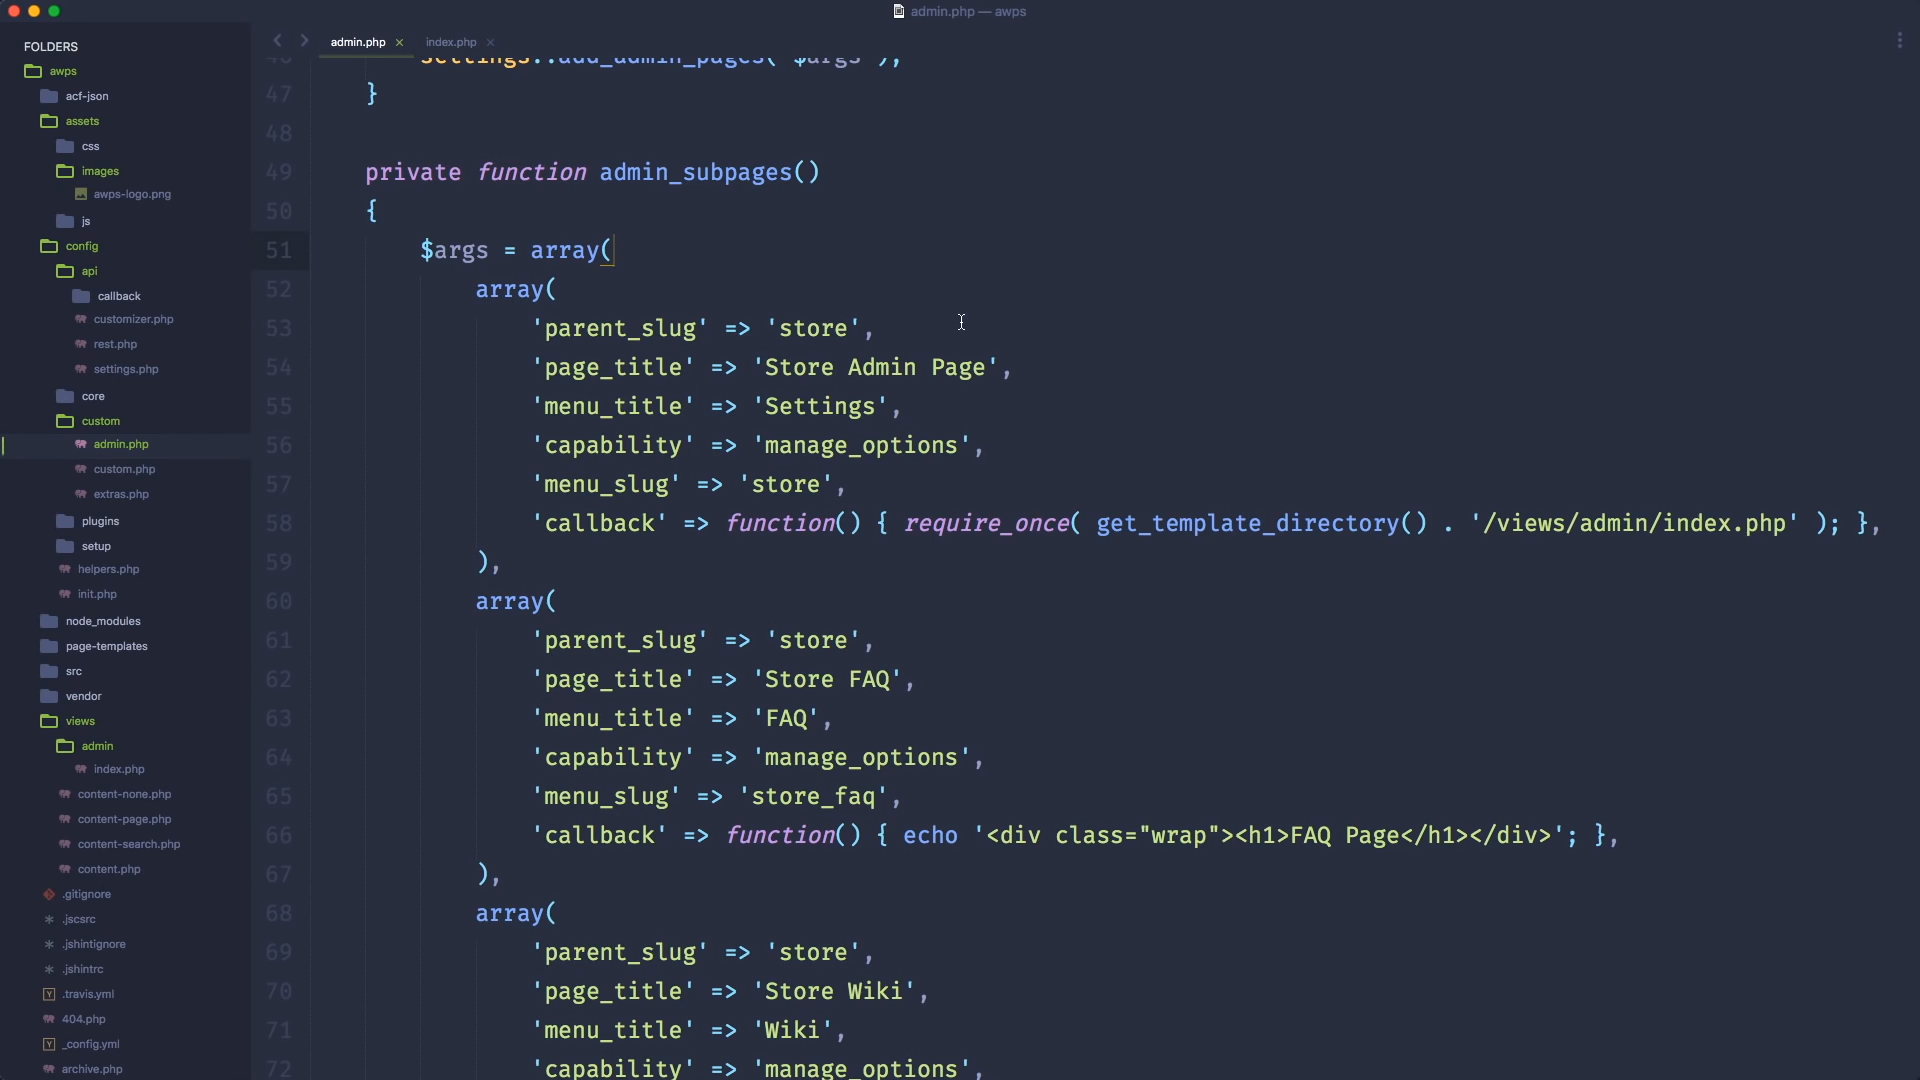 admin.php — awps
FOLDERS
awps
acf-json
assets
css
images
awps-logo.png
js
config
api
callback
customizer.php
rest.php
settings.php
core
custom
admin.php
custom.php
extras.php
plugins
setup
helpers.php
init.php
node_modules
page-templates
src
vendor
views
admin
index.php
content-none.php
content-page.php
content-search.php
content.php
.gitignore
.jscsrc
.jshintignore
.jshintrc
.travis.yml
404.php
_config.yml
archive.php
admin.php × index.php ×
46 Settings::add_admin_pages( $args );
47 }
48
49 private function admin_subpages()
50 {
51 $args = array(
52 array(
53 'parent_slug' => 'store',
54 'page_title' => 'Store Admin Page',
55 'menu_title' => 'Settings',
56 'capability' => 'manage_options',
57 'menu_slug' => 'store',
58 'callback' => function() { require_once( get_template_directory() . '/views/admin/index.php' ); },
59 ),
60 array(
61 'parent_slug' => 'store',
62 'page_title' => 'Store FAQ',
63 'menu_title' => 'FAQ',
64 'capability' => 'manage_options',
65 'menu_slug' => 'store_faq',
66 'callback' => function() { echo '<div class="wrap"><h1>FAQ Page</h1></div>'; },
67 ),
68 array(
69 'parent_slug' => 'store',
70 'page_title' => 'Store Wiki',
71 'menu_title' => 'Wiki',
72 'capability' => 'manage_options',